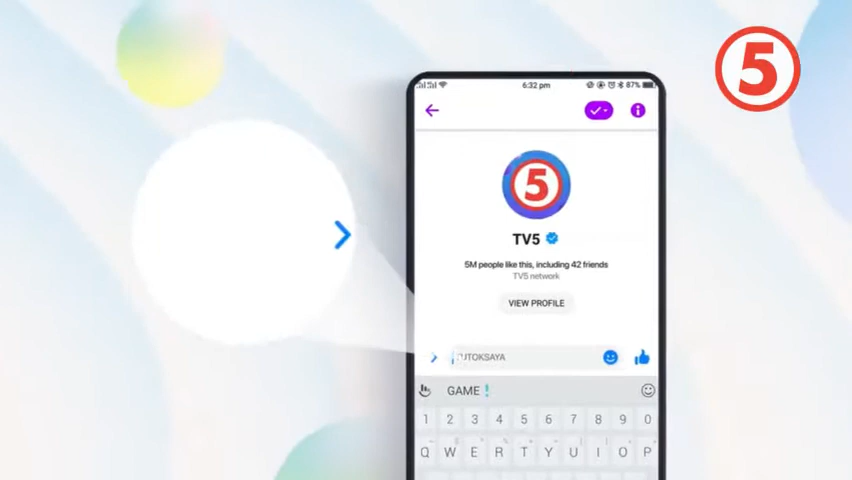 5
6:32 pm
87%
5
TV5
5M people like this, including 42 friends
TV5 network
VIEW PROFILE
UTOKSAYA
GAME !
1 2 3 4 5 6 7 8 9 0
Q W E R T Y U I O P